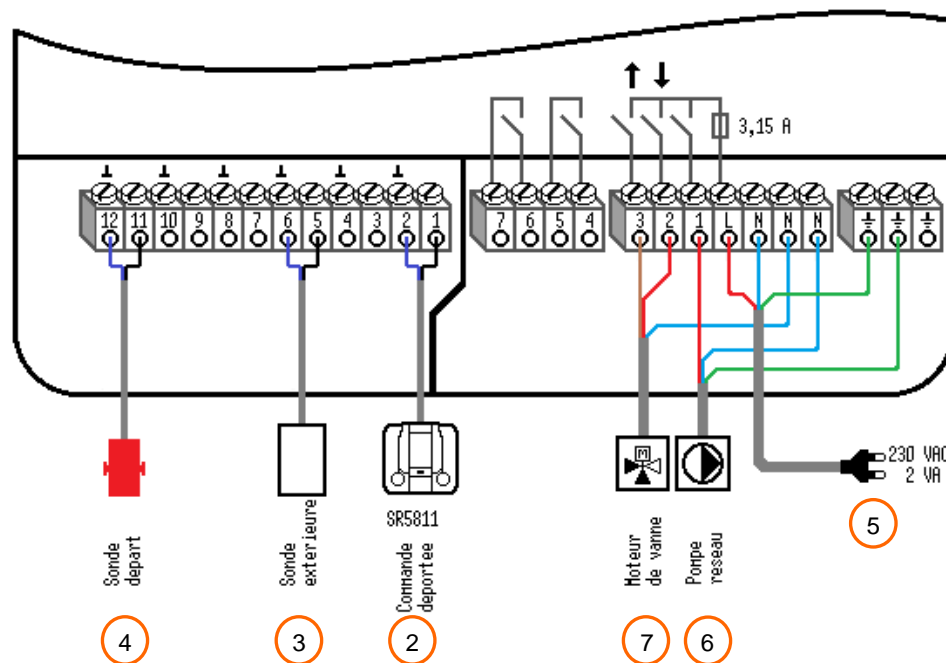 3,15 A
12 11 10 9 8 7 6 5 4 3 2 1
7 6 5 4
3 2 1 L N N N
M
230 VAC
2 VA
SR5811
Sonde
depart
Sonde
exterieure
Commande
deportee
Moteur
de vanne
Pompe
reseau
5
4
3
2
7
6